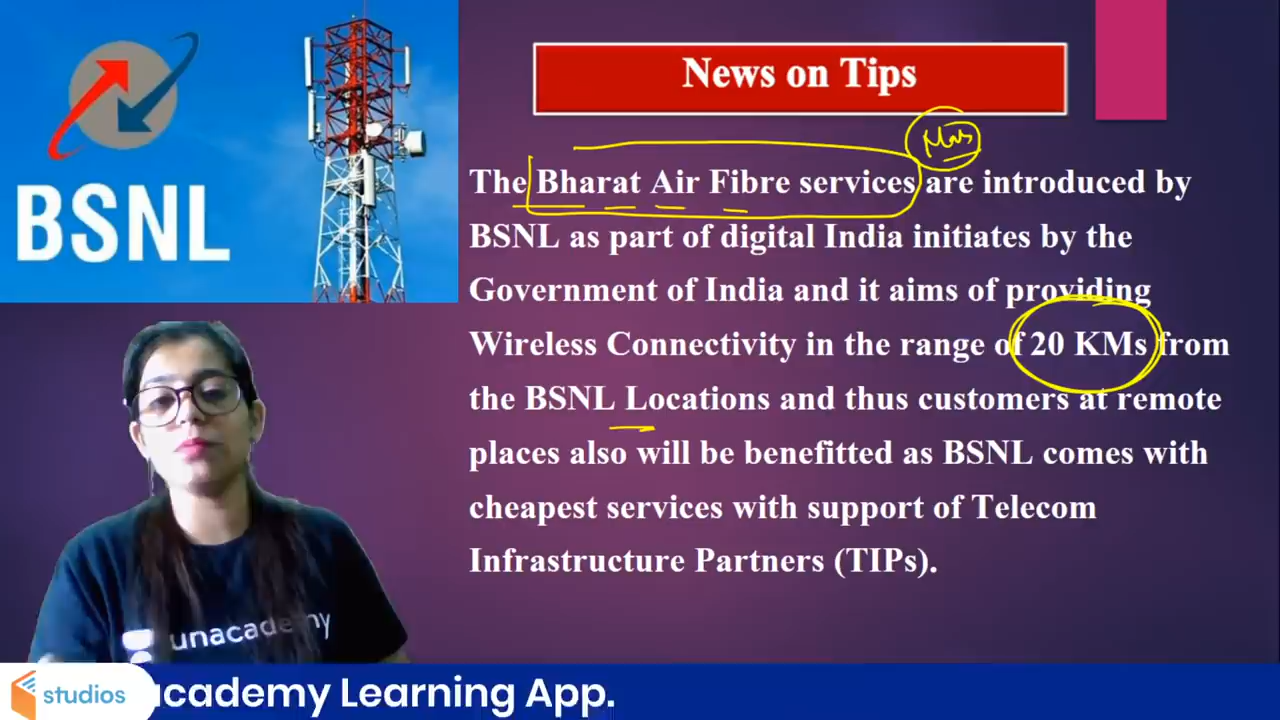 BSNL
News on Tips
The Bharat Air Fibre services are introduced by
BSNL as part of digital India initiates by the
Government of India and it aims of providing
Wireless Connectivity in the range of 20 KMs from
the BSNL Locations and thus customers at remote
places also will be benefitted as BSNL comes with
cheapest services with support of Telecom
Infrastructure Partners (TIPs).
unacademy
studios
academy Learning App.